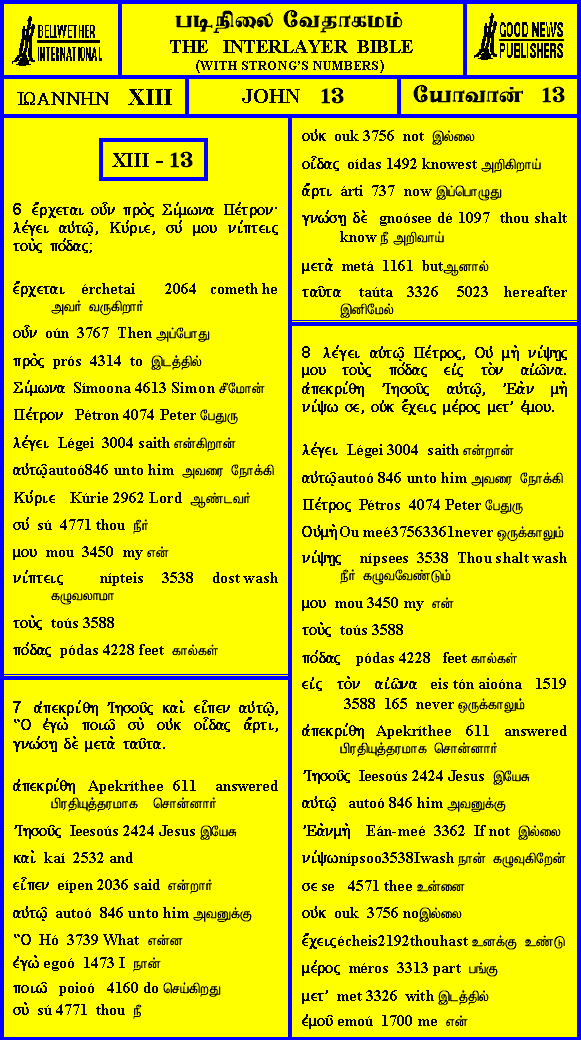 BELLWETHER
INTERNATIONAL
படிநிலை வேதாகமம்
THE INTERLAYER BIBLE
(WITH STRONG'S NUMBERS)
GOOD NEWS
PUBLISHERS
ΙΩΑΝΝΗΝ XIII
JOHN 13
யோவான் 13
XIII - 13
6 ἔρχεται οὖν πρὸς Σίμωνα Πέτρον·
λέγει αὐτῷ, Κύριε, σύ μου νίπτεις
τοὺς πόδας;
ἔρχεται érchetai 2064 cometh he
அவர் வருகிறார்
οὖν oún 3767 Then அப்போது
πρὸς prós 4314 to இடத்தில்
Σίμωνα Símoona 4613 Simon சீமோன்
Πέτρον Pétron 4074 Peter பேதுரு
λέγει Légei 3004 saith என்கிறான்
αὐτῷ autoó846 unto him அவரை நோக்கி
Κύριε Kúrie 2962 Lord ஆண்டவர்
σύ sú 4771 thou நீர்
μου mou 3450 my என்
νίπτεις nípteis 3538 dost wash
கழுவலாமா
τοὺς toús 3588
πόδας pódas 4228 feet கால்கள்
7 ἀπεκρίθη Ἰησοῦς καὶ εἶπεν αὐτῷ,
Ὃ ἐγὼ ποιῶ σὺ οὐκ οἶδας ἄρτι,
γνώσῃ δὲ μετὰ ταῦτα.
ἀπεκρίθη Apekríthee 611 answered
பிரதியுத்தரமாக சொன்னார்
Ἰησοῦς Ieesoús 2424 Jesus இயேசு
καὶ kaí 2532 and
εἶπεν eípen 2036 said என்றார்
αὐτῷ autoó 846 unto him அவனுக்கு
Ὃ Hó 3739 What என்ன
ἐγὼ egoó 1473 I நான்
ποιῶ poioó 4160 do செய்கிறது
σὺ sú 4771 thou நீ
οὐκ ouk 3756 not இல்லை
οἶδας oídas 1492 knowest அறிகிறாய்
ἄρτι árti 737 now இப்பொழுது
γνώσῃ δὲ gnoósee dé 1097 thou shalt
know நீ அறிவாய்
μετὰ metá 1161 butஆனால்
ταῦτα taúta 3326 5023 hereafter
இனிமேல்
8 λέγει αὐτῷ Πέτρος, Οὐ μὴ νίψῃς
μου τοὺς πόδας εἰς τὸν αἰῶνα.
ἀπεκρίθη Ἰησοῦς αὐτῷ, Ἐὰν μὴ
νίψω σε, οὐκ ἔχεις μέρος μετ' ἐμου.
λέγει Légei 3004 saith என்றான்
αὐτῷ autoó 846 unto him அவரை நோக்கி
Πέτρος Pétros 4074 Peter பேதுரு
Οὐμὴ Ou meé37563361never ஒருக்காலும்
νίψῃς nípsees 3538 Thou shalt wash
நீர் கழுவவேண்டும்
μου mou 3450 my என்
τοὺς toús 3588
πόδας pódas 4228 feet கால்கள்
εἰς τὸν αἰῶνα eis tón aioóna 1519
3588 165 never ஒருக்காலும்
ἀπεκρίθη Apekríthee 611 answered
பிரதியுத்தரமாக சொன்னார்
Ἰησοῦς Ieesoús 2424 Jesus இயேசு
αὐτῷ autoó 846 him அவனுக்கு
Ἐὰνμὴ Eán-meé 3362 If not இல்லை
νίψωnípsoo3538Iwash நான் கழுவுகிறேன்
σε se 4571 thee உன்னை
οὐκ ouk 3756 noஇல்லை
ἔχειςécheis2192thouhast உனக்கு உண்டு
μέρος méros 3313 part பங்கு
μετ' met 3326 with இடத்தில்
ἐμοῦ emoú 1700 me என்